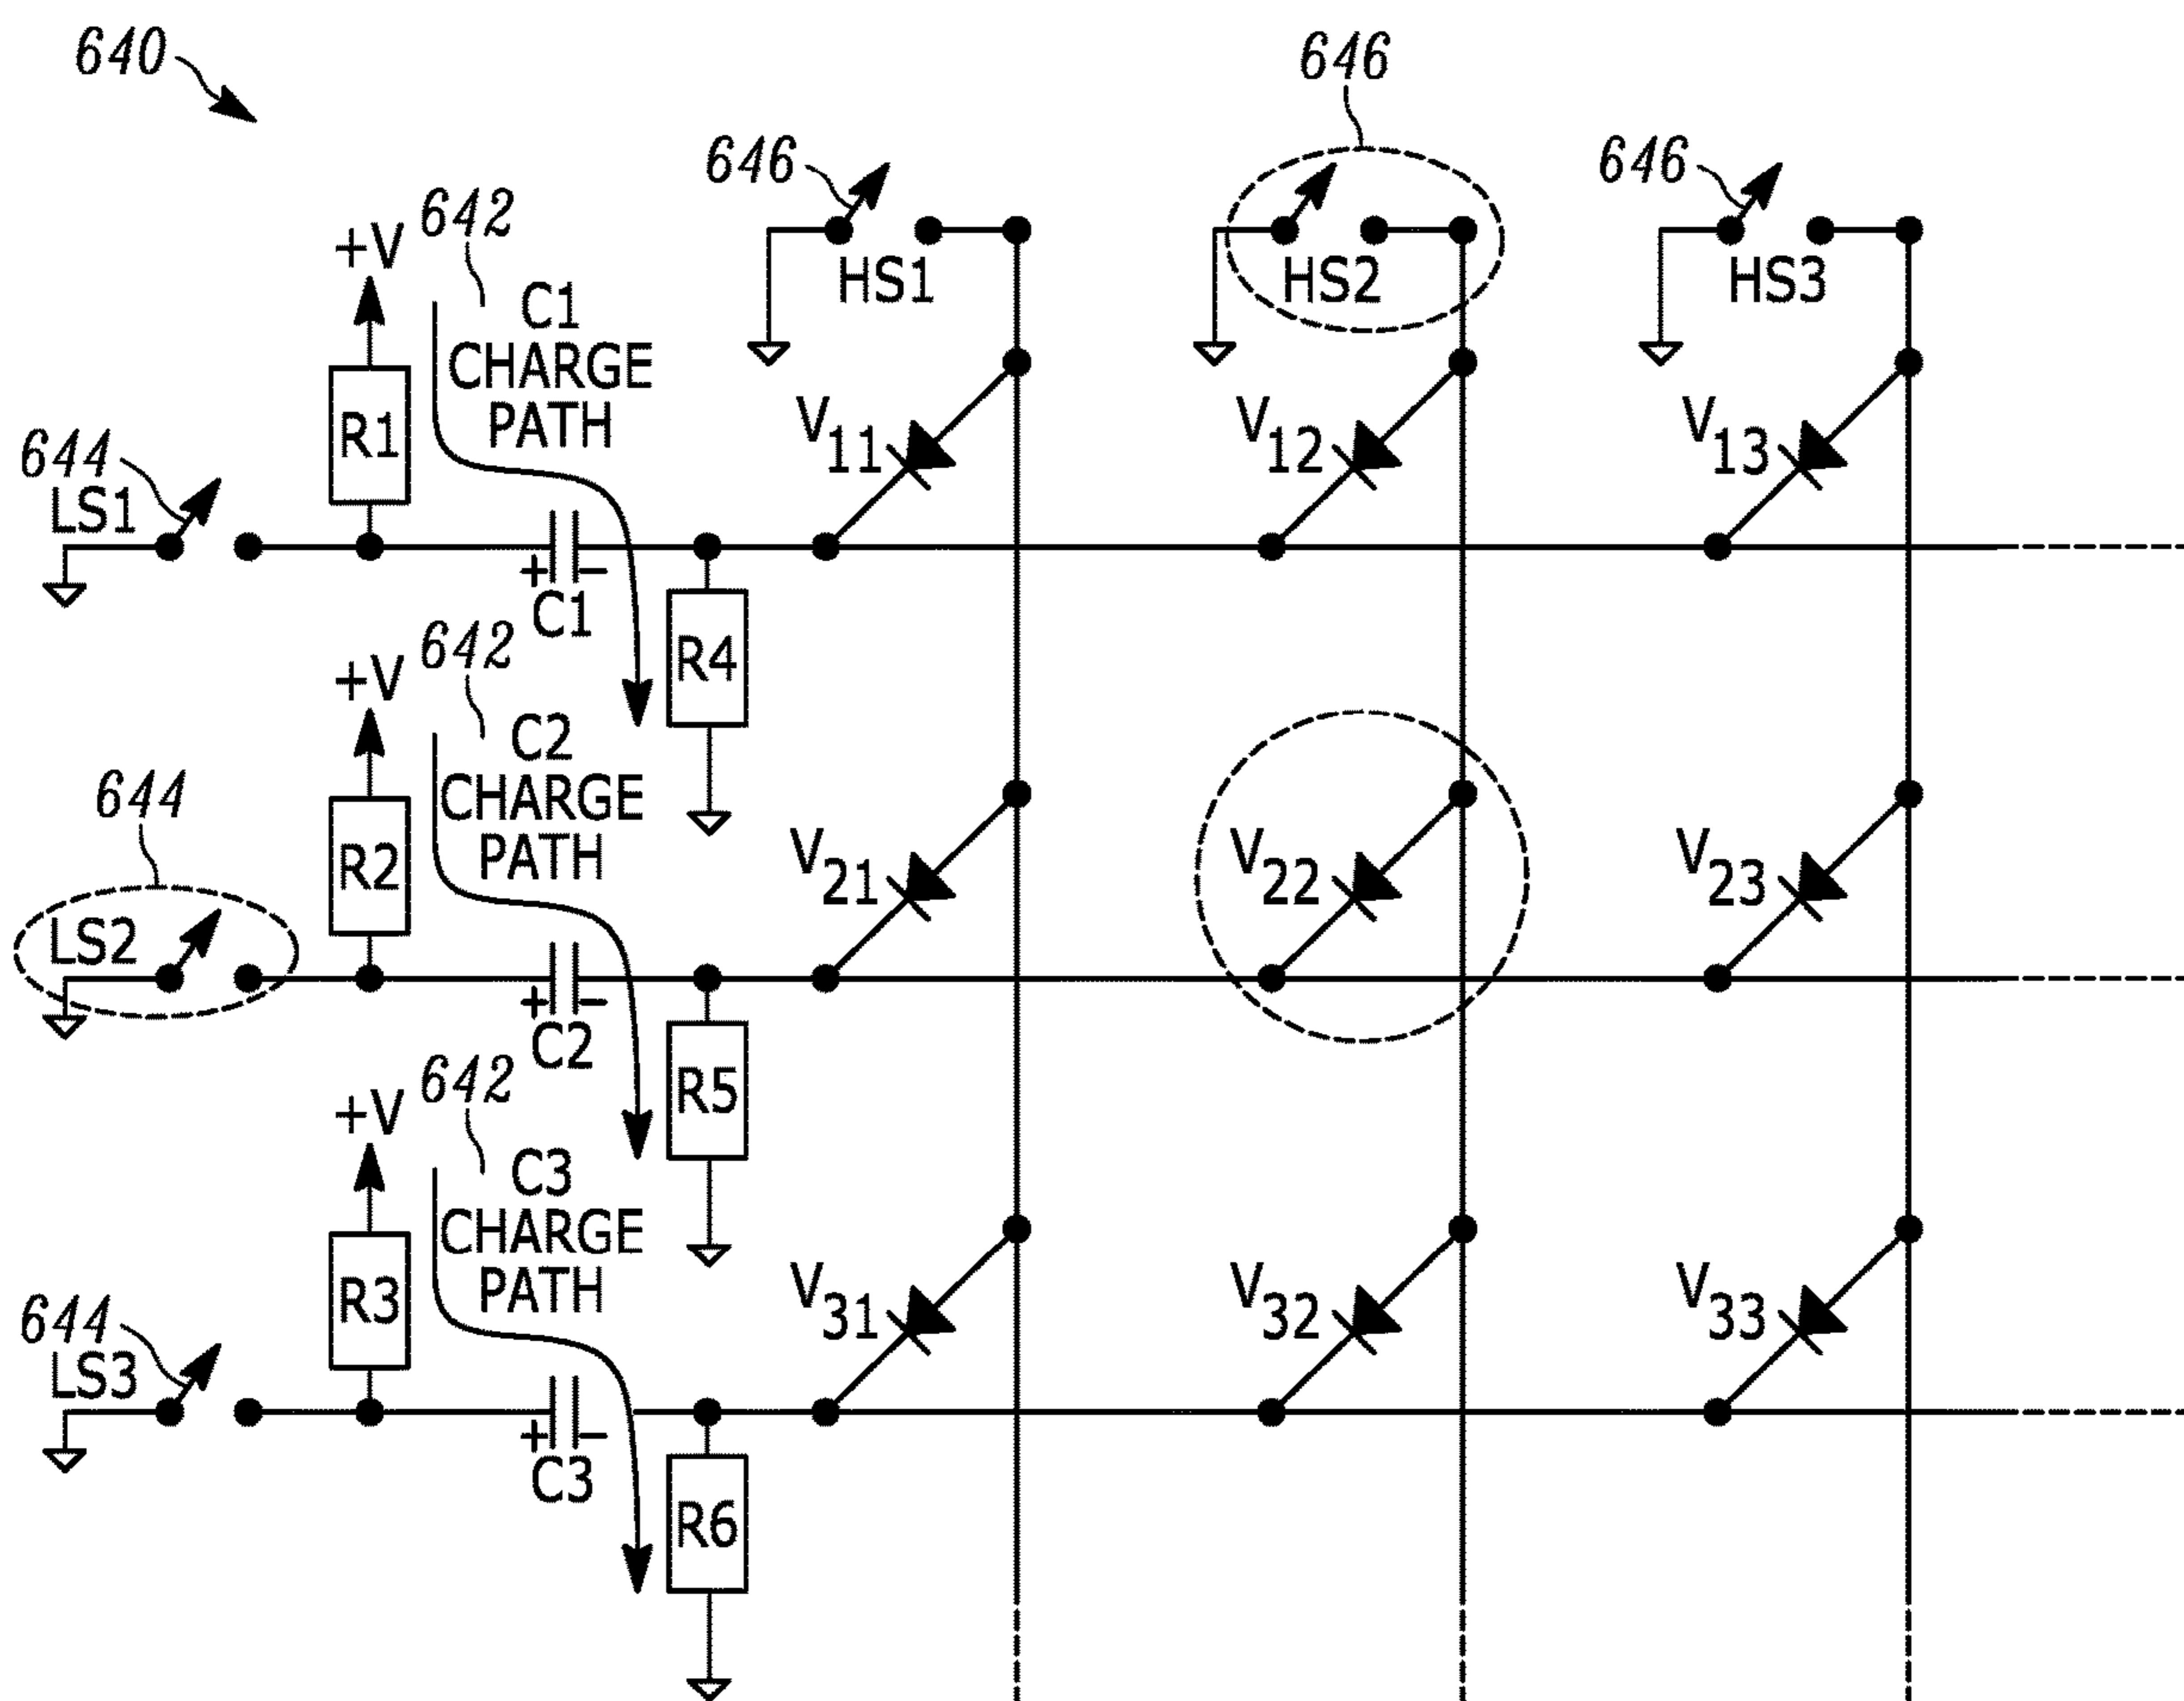 640
646
646
646
642
+V
C1
CHARGE
PATH
HS1
HS2
HS3
R1
V11
V12
V13
644
LS1
+ -
C1
R4
642
+V
C2
CHARGE
PATH
644
R2
V21
V22
V23
LS2
+ -
C2
R5
642
+V
C3
CHARGE
PATH
R3
V31
V32
V33
644
LS3
+ -
C3
R6